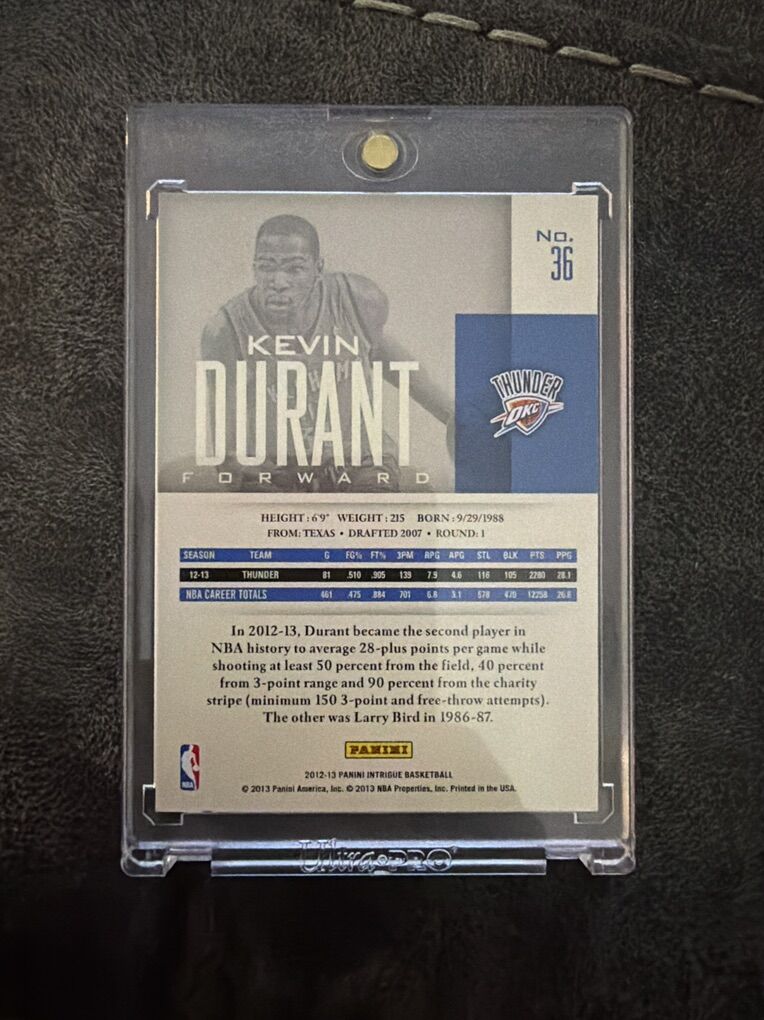 No.
36
KEVIN
DURANT
FORWARD
THUNDER
OKC
HEIGHT : 6'9" WEIGHT : 215 BORN : 9/29/1988
FROM: TEXAS • DRAFTED 2007 • ROUND: 1
SEASON TEAM G FG% FT% 3PM RPG APG STL BLK PTS PPG
12-13 THUNDER 81 .510 .905 139 7.9 4.6 116 105 2280 28.1
NBA CAREER TOTALS 461 .475 .884 701 6.8 3.1 578 470 12258 26.6
In 2012-13, Durant became the second player in
NBA history to average 28-plus points per game while
shooting at least 50 percent from the field, 40 percent
from 3-point range and 90 percent from the charity
stripe (minimum 150 3-point and free-throw attempts).
The other was Larry Bird in 1986-87.
PANINI
NBA
2012-13 PANINI INTRIGUE BASKETBALL
© 2013 Panini America, Inc. © 2013 NBA Properties, Inc. Printed in the USA.
Ultra•PRO